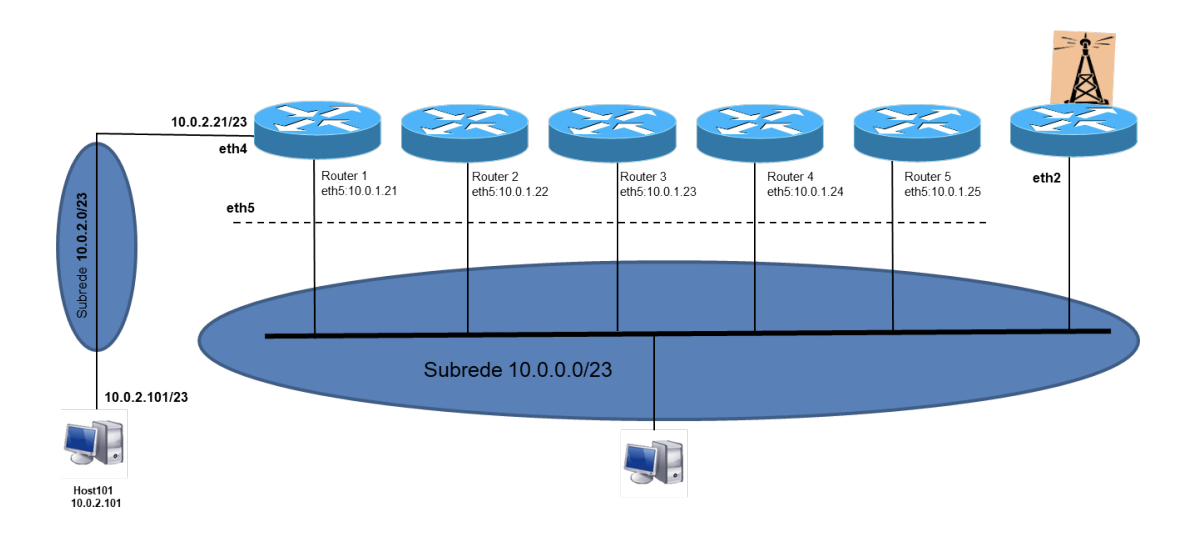 10.0.2.21/23
eth4
Router 1
eth5:10.0.1.21
Router 2
eth5:10.0.1.22
Router 3
eth5:10.0.1.23
Router 4
eth5:10.0.1.24
Router 5
eth5:10.0.1.25
eth2
eth5
Subrede 10.0.2.0/23
Subrede 10.0.0.0/23
10.0.2.101/23
Host101
10.0.2.101